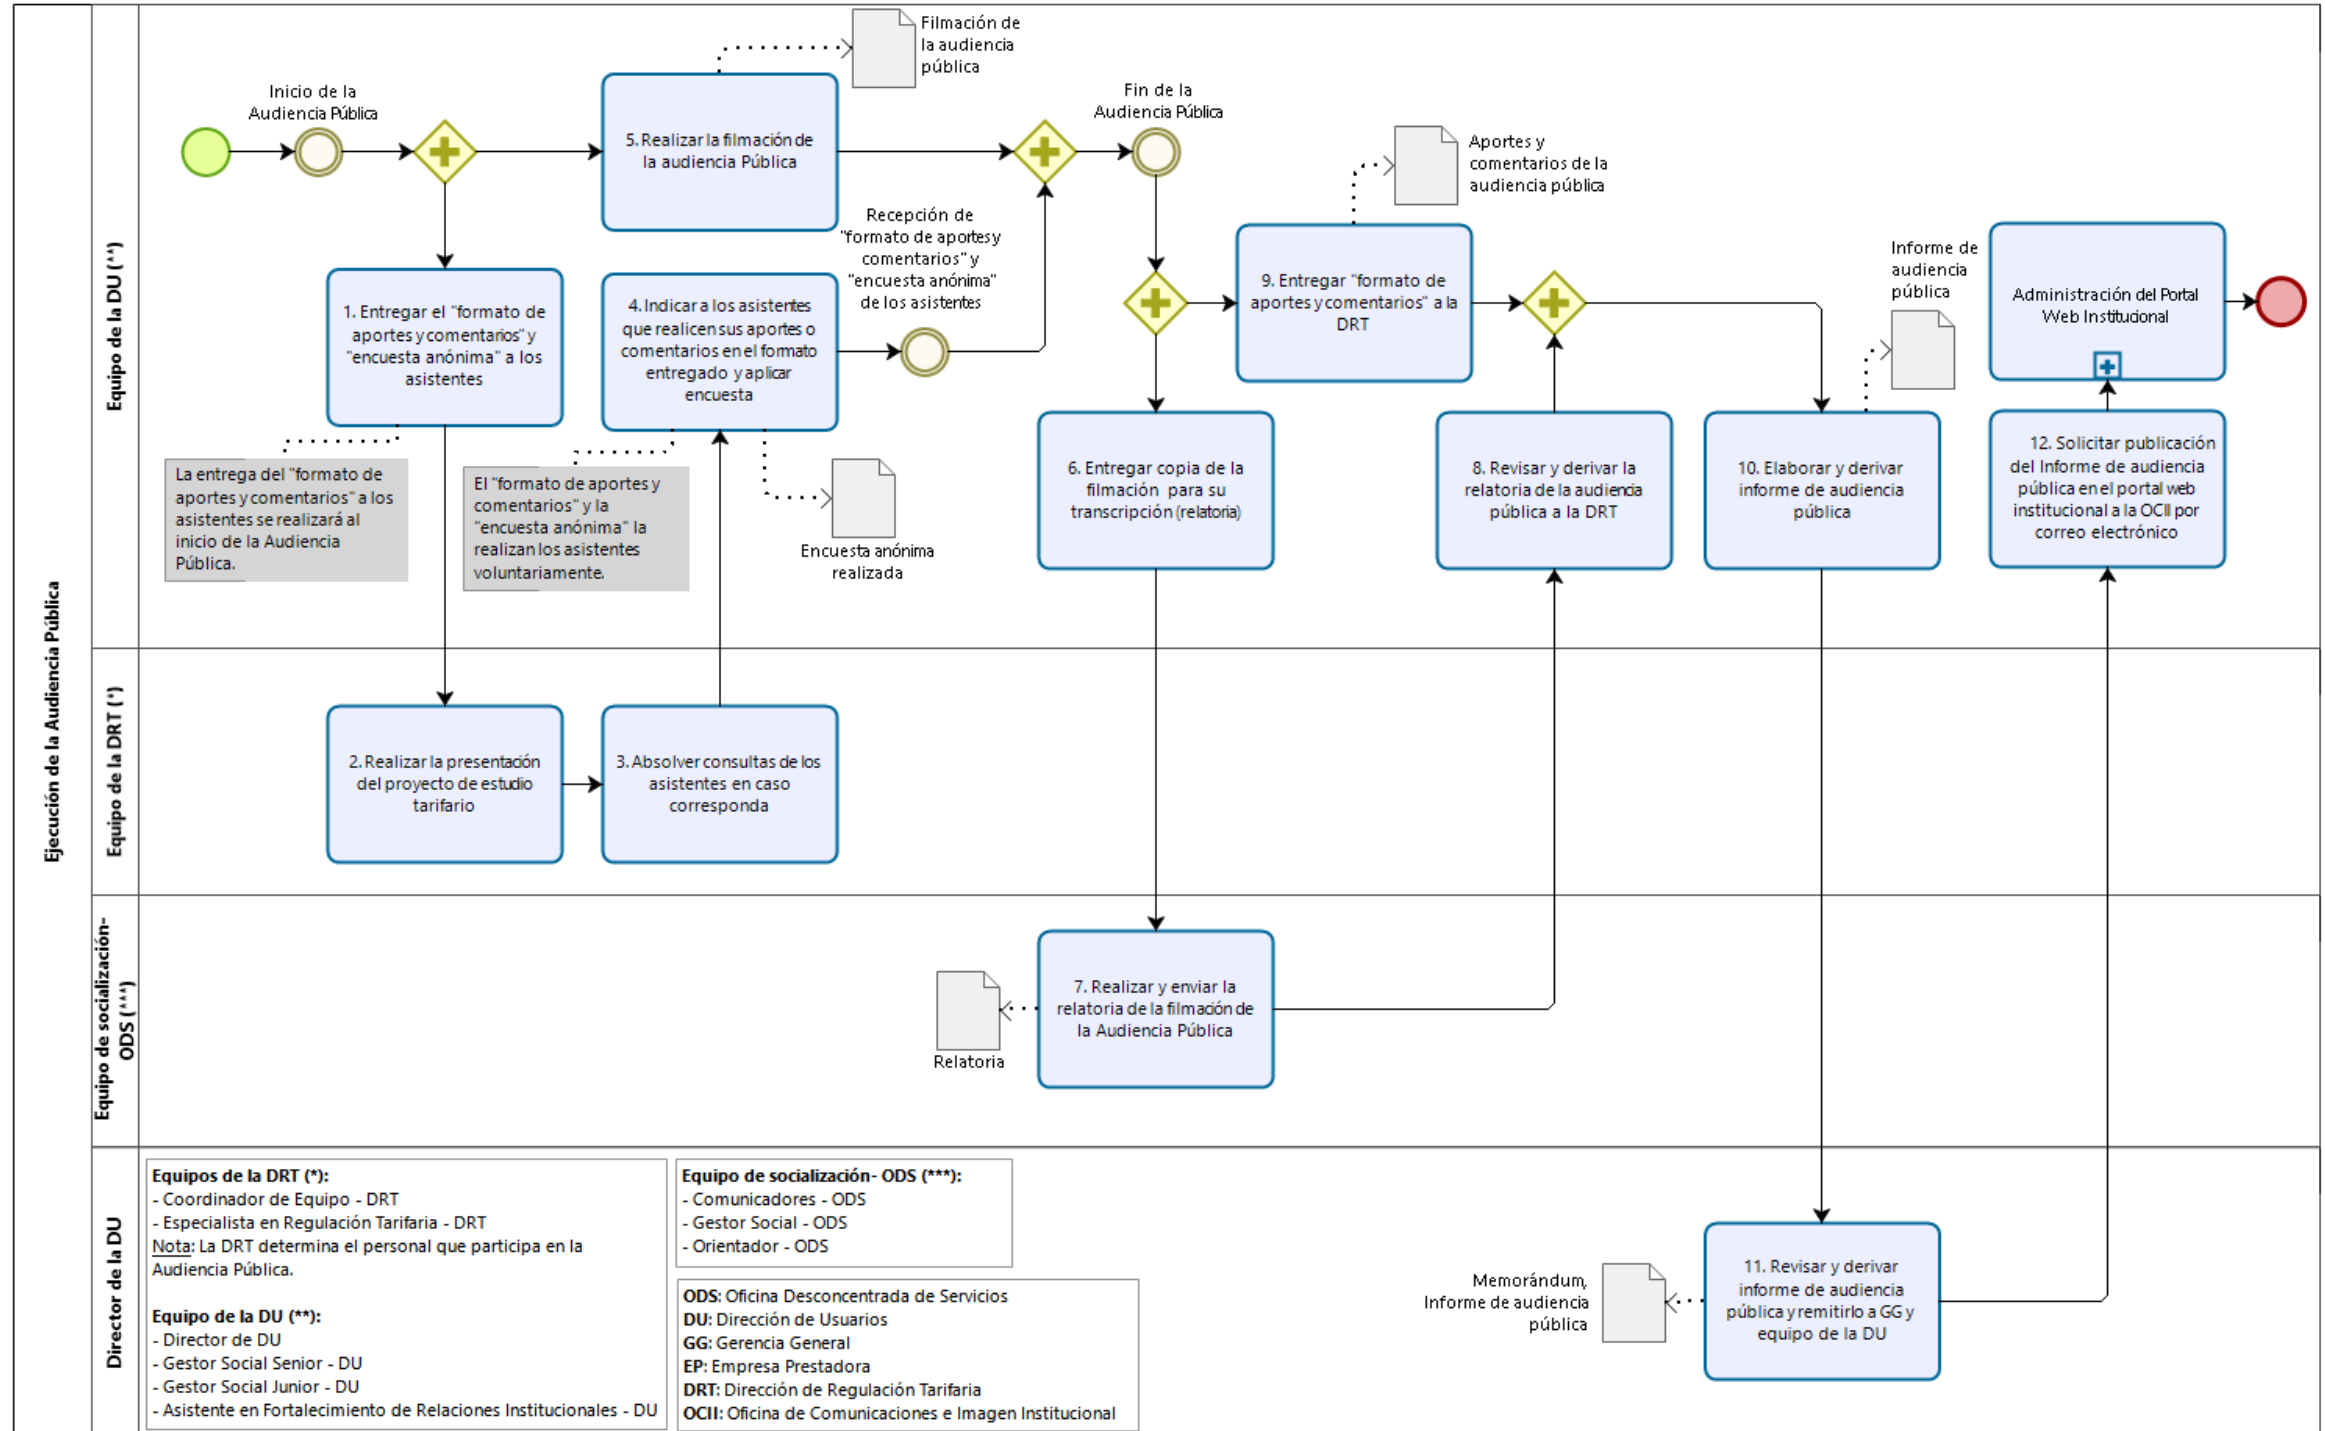 Ejecución de la Audiencia Pública
Equipo de la DU (**)
Inicio de la
Audiencia Pública
Filmación de
la audiencia
pública
5. Realizar la filmación de
la audiencia Pública
Fin de la
Audiencia Pública
Recepción de
"formato de aportes y
comentarios" y
"encuesta anónima"
de los asistentes
1. Entregar el "formato de
aportes y comentarios" y
"encuesta anónima" a los
asistentes
4. Indicar a los asistentes
que realicen sus aportes o
comentarios en el formato
entregado y aplicar
encuesta
La entrega del "formato de
aportes y comentarios" a los
asistentes se realizará al
inicio de la Audiencia
Pública.
El "formato de aportes y
comentarios" y la
"encuesta anónima" la
realizan los asistentes
voluntariamente.
Encuesta anónima
realizada
Aportes y
comentarios de la
audiencia pública
9. Entregar "formato de
aportes y comentarios" a la
DRT
6. Entregar copia de la
filmación para su
transcripción (relatoria)
8. Revisar y derivar la
relatoria de la audiencia
pública a la DRT
Informe de
audiencia
pública
10. Elaborar y derivar
informe de audiencia
pública
Administración del Portal
Web Institucional
12. Solicitar publicación
del Informe de audiencia
pública en el portal web
institucional a la OCII por
correo electrónico
Equipo de la DRT (*)
2. Realizar la presentación
del proyecto de estudio
tarifario
3. Absolver consultas de los
asistentes en caso
corresponda
Equipo de socialización-
ODS (***)
7. Realizar y enviar la
relatoria de la filmación de
la Audiencia Pública
Relatoria
Director de la DU
Equipos de la DRT (*):
- Coordinador de Equipo - DRT
- Especialista en Regulación Tarifaria - DRT
Nota: La DRT determina el personal que participa en la
Audiencia Pública.
Equipo de la DU (**):
- Director de DU
- Gestor Social Senior - DU
- Gestor Social Junior - DU
- Asistente en Fortalecimiento de Relaciones Institucionales - DU
Equipo de socialización- ODS (***):
- Comunicadores - ODS
- Gestor Social - ODS
- Orientador - ODS
ODS: Oficina Desconcentrada de Servicios
DU: Dirección de Usuarios
GG: Gerencia General
EP: Empresa Prestadora
DRT: Dirección de Regulación Tarifaria
OCII: Oficina de Comunicaciones e Imagen Institucional
Memorándum,
Informe de audiencia
pública
11. Revisar y derivar
informe de audiencia
pública y remitirlo a GG y
equipo de la DU